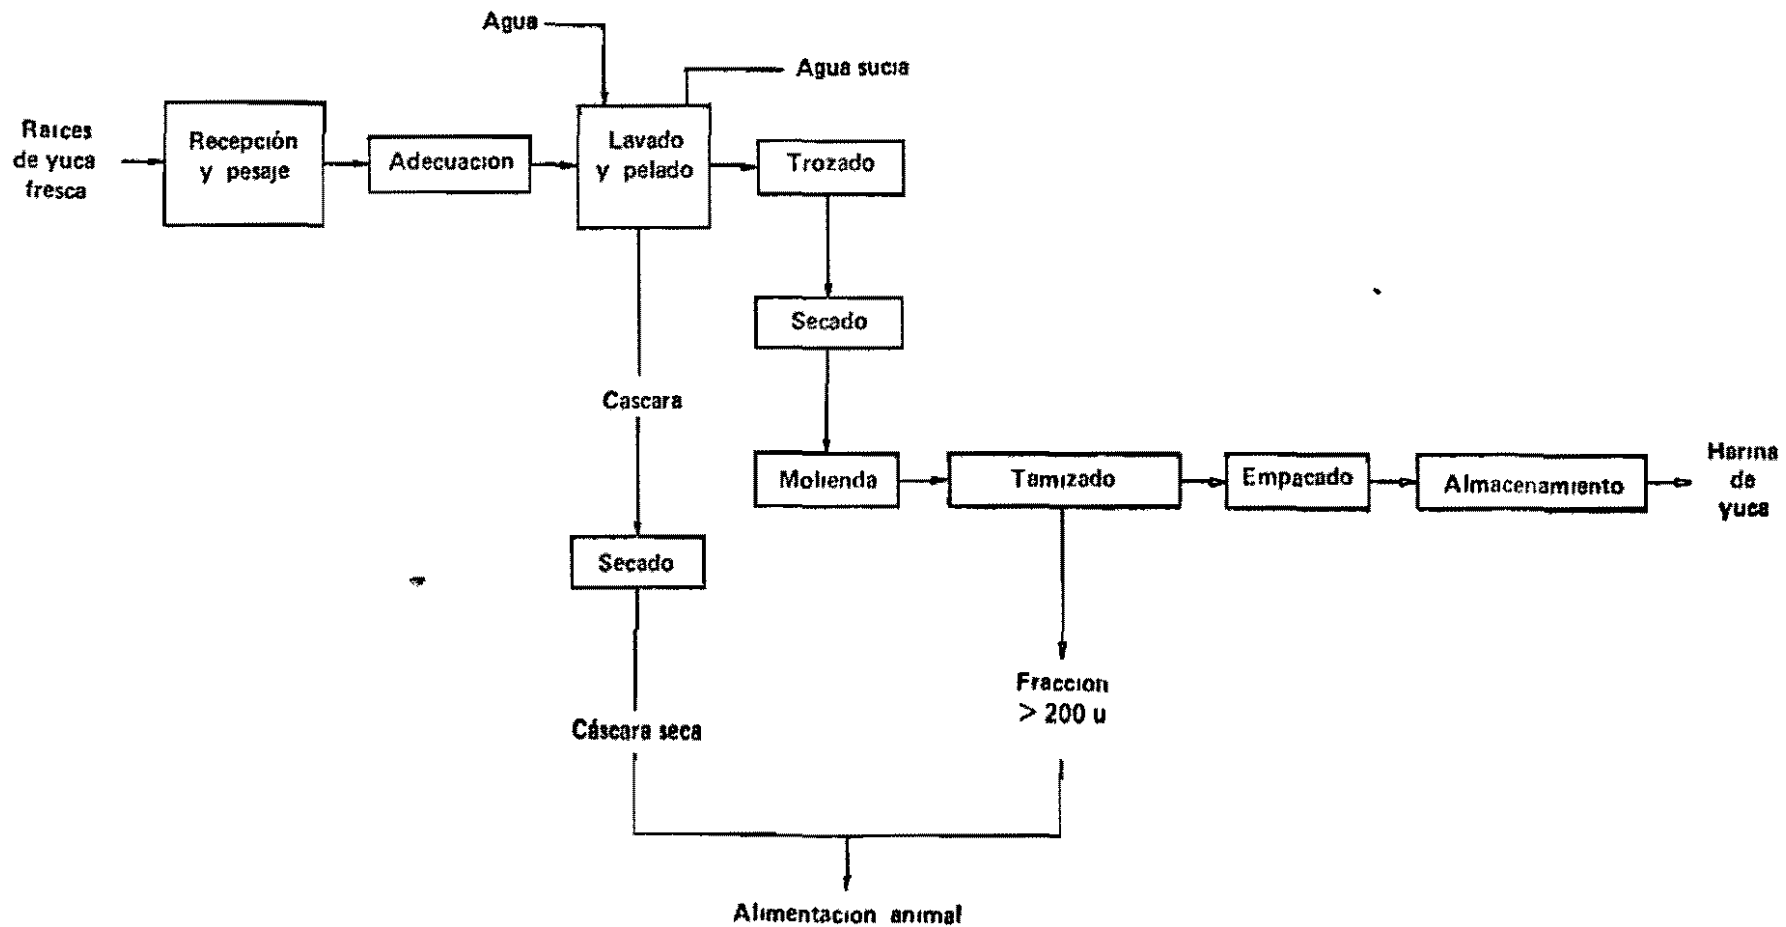 Agua
Agua sucia
Raices
de yuca
fresca
Recepción
y pesaje
Adecuacion
Lavado
y pelado
Trozado
Secado
Cascara
Molienda
Tamizado
Empacado
Almacenamiento
Harina
de
yuca
Secado
Fraccion
> 200 u
Cáscara seca
Alimentacion animal